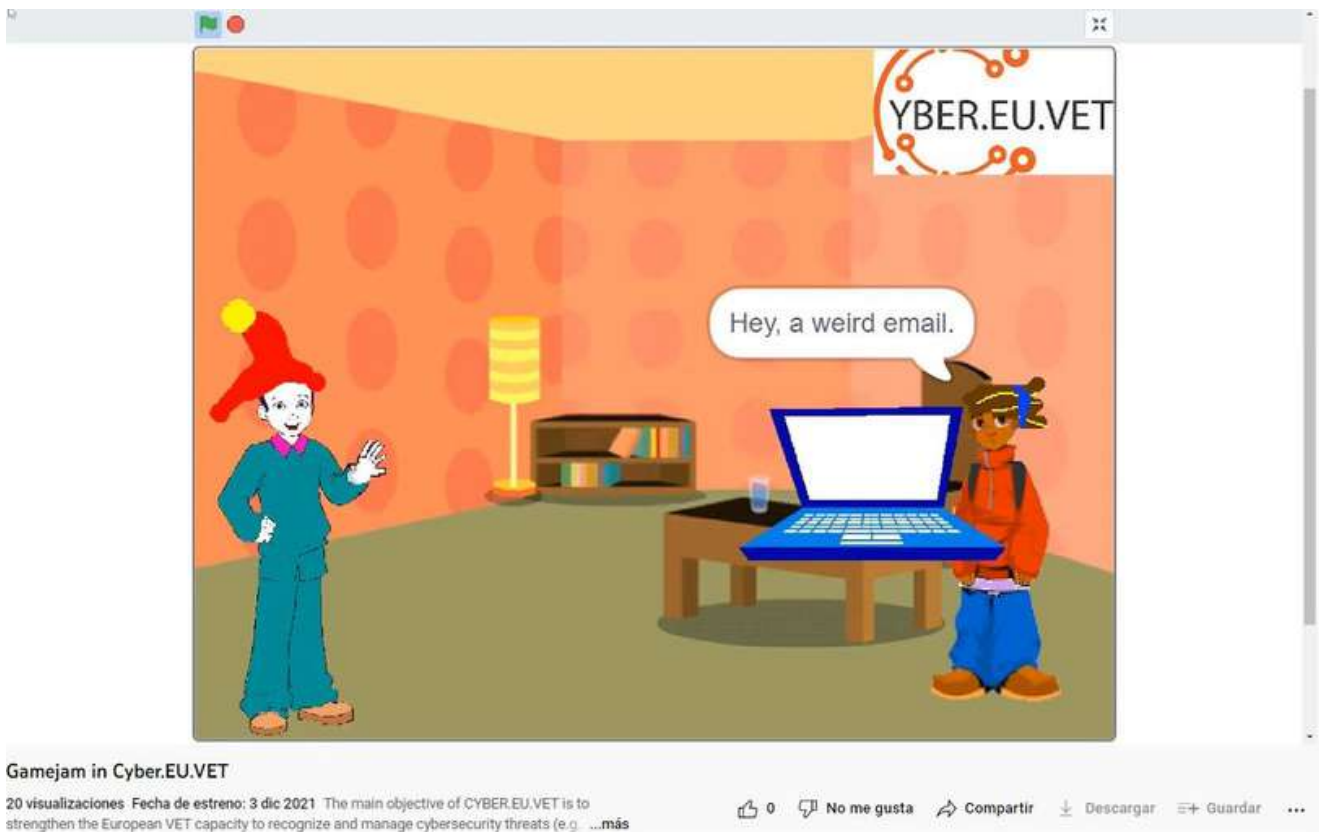 YBER.EU.VET
Hey, a weird email.
Gamejam in Cyber.EU.VET
20 visualizaciones Fecha de estreno: 3 dic 2021 The main objective of CYBER.EU.VET is to
strengthen the European VET capacity to recognize and manage cybersecurity threats (e.g. ...más
0 No me gusta Compartir Descargar Guardar